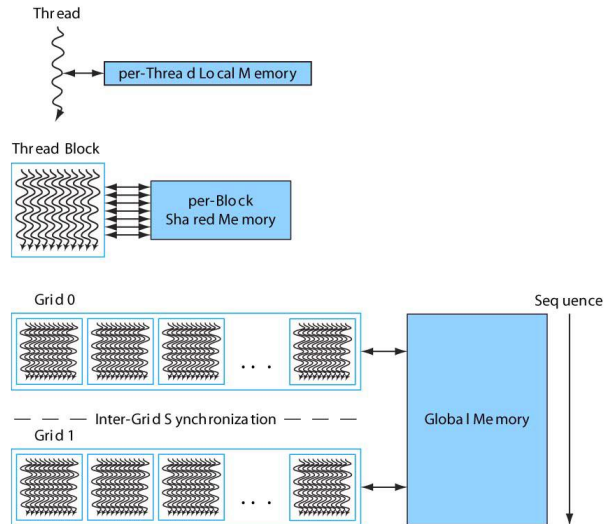 Thread
per-Thread Local Memory
Thread Block
per-Block
Shared Memory
Grid 0
Sequence
. . .
Inter-Grid Synchronization
Global Memory
Grid 1
. . .